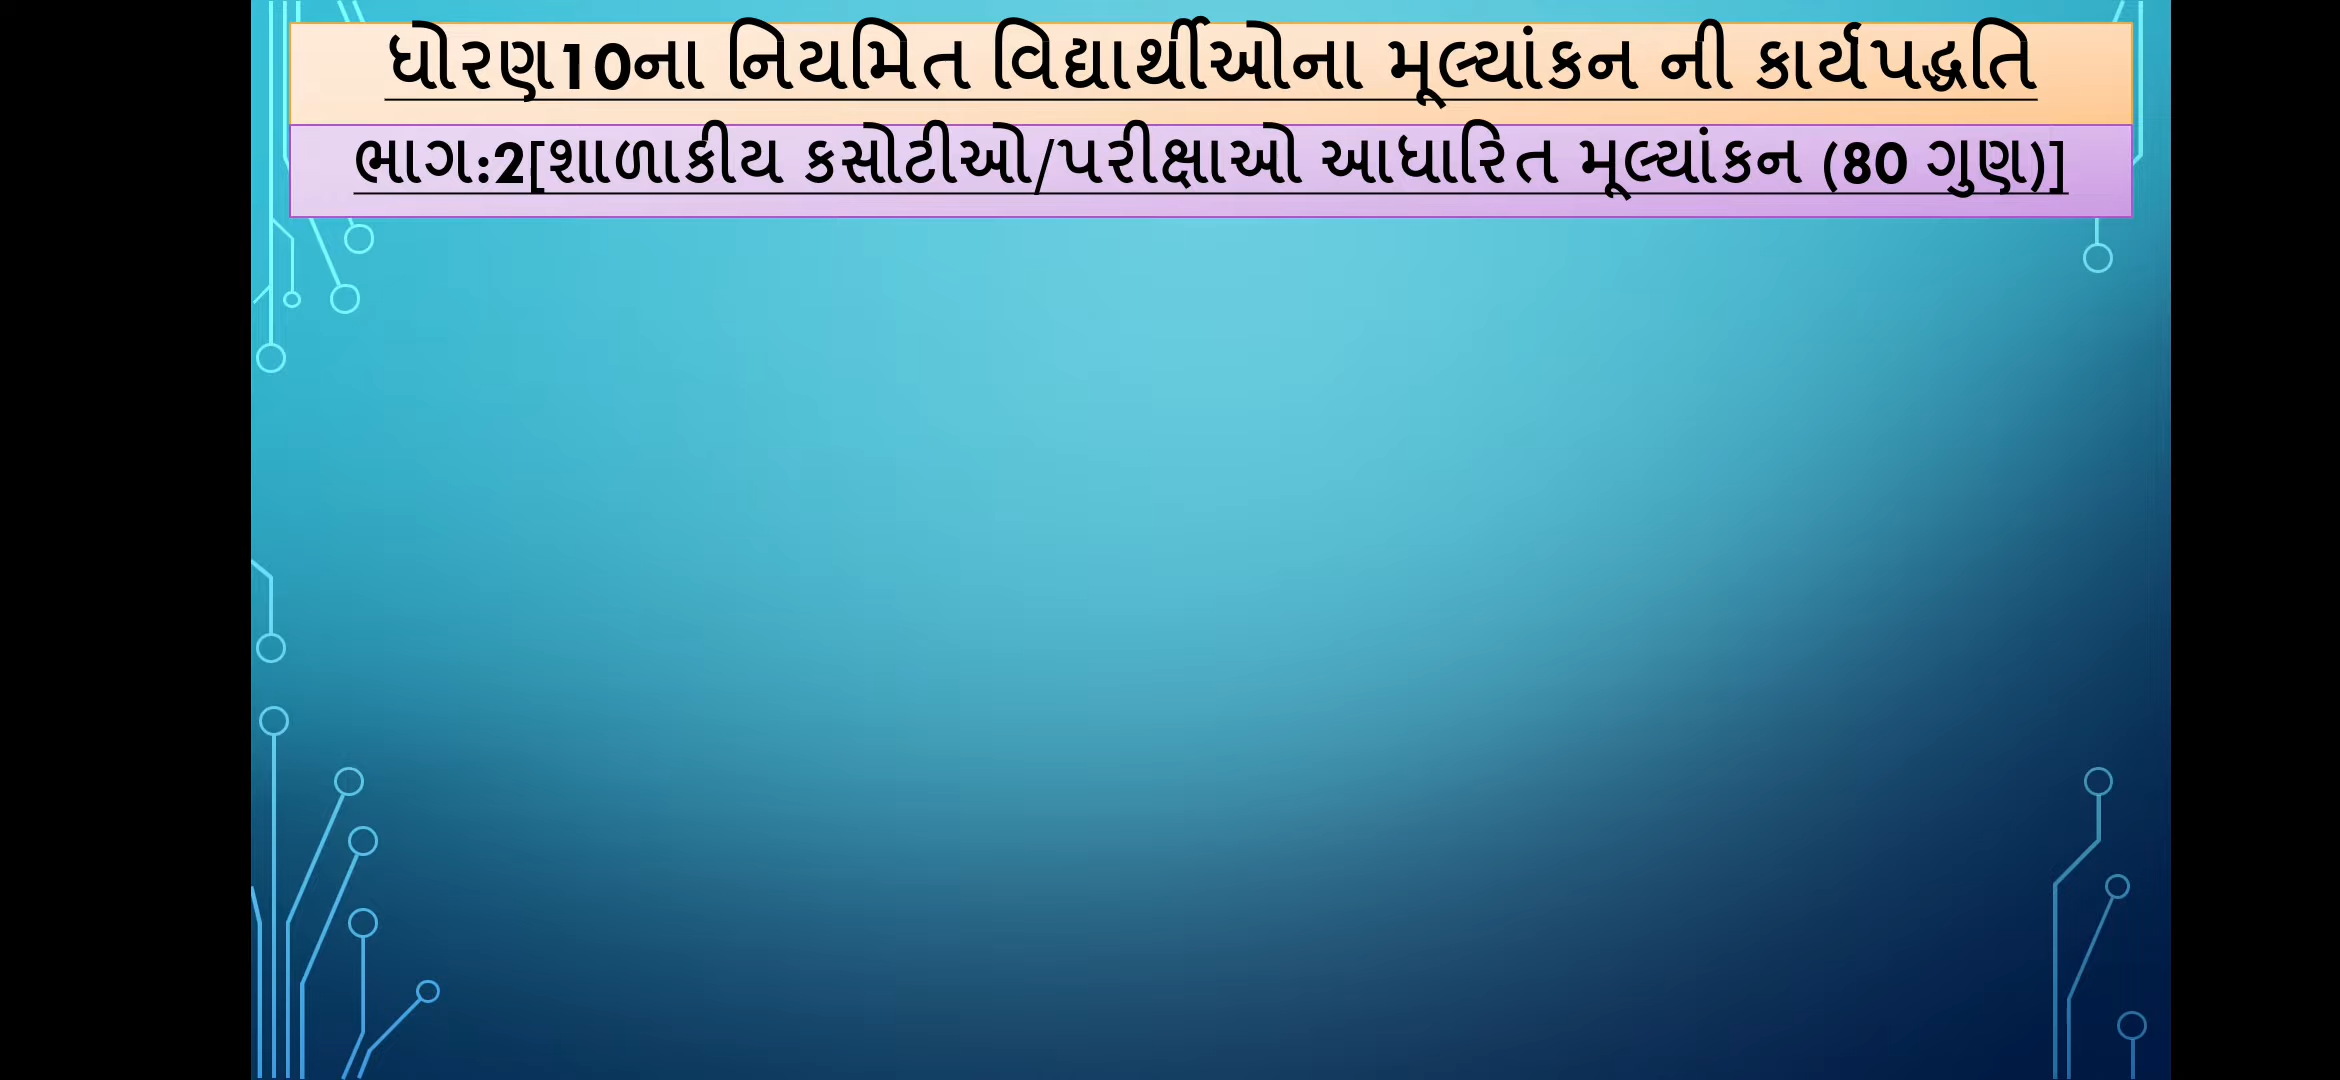 ધોરણ10ના નિયમિત વિદ્યાર્થીઓના મૂલ્યાંકન ની કાર્યપદ્ધતિ
ભાગ:2[શાળાકીય કસોટીઓ/પરીક્ષાઓ આધારિત મૂલ્યાંકન (80 ગુણ)]